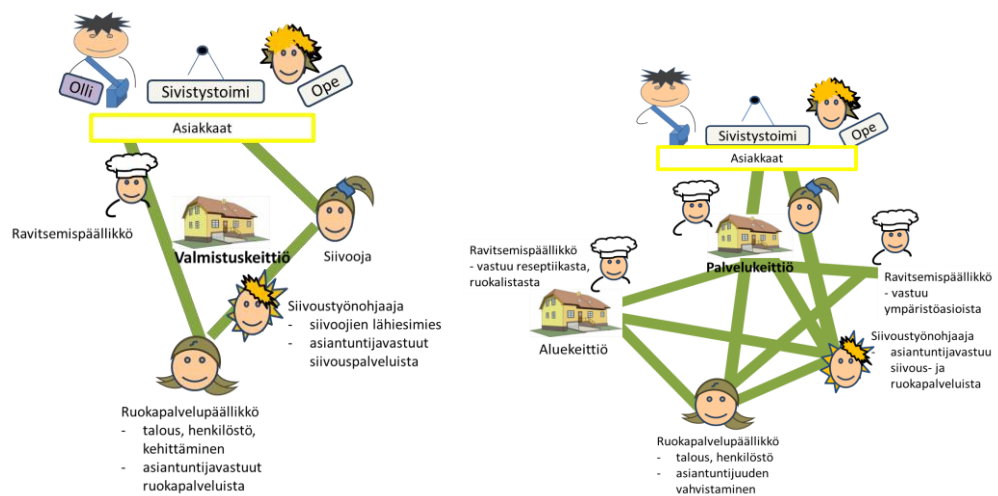 Olli
Sivistystoimi
Ope
Asiakkaat
Ravitsemispäällikkö
Valmistuskeittiö
Siivooja
Siivoustyönohjaaja
- siivoojien lähiesimies
- asiantuntijavastuut
siivouspalveluista
Ruokapalvelupäällikkö
- talous, henkilöstö,
kehittäminen
- asiantuntijavastuut
ruokapalveluista
Sivistystoimi
Ope
Asiakkaat
Ravitsemispäällikkö
- vastuu reseptiikasta,
ruokalistasta
Palvelukeittiö
Ravitsemispäällikkö
- vastuu
ympäristöasioista
Aluekeittiö
Siivoustyönohjaaja
- asiantuntijavastuu
siivous- ja
ruokapalveluista
Ruokapalvelupäällikkö
- talous, henkilöstö
- asiantuntijuuden
vahvistaminen